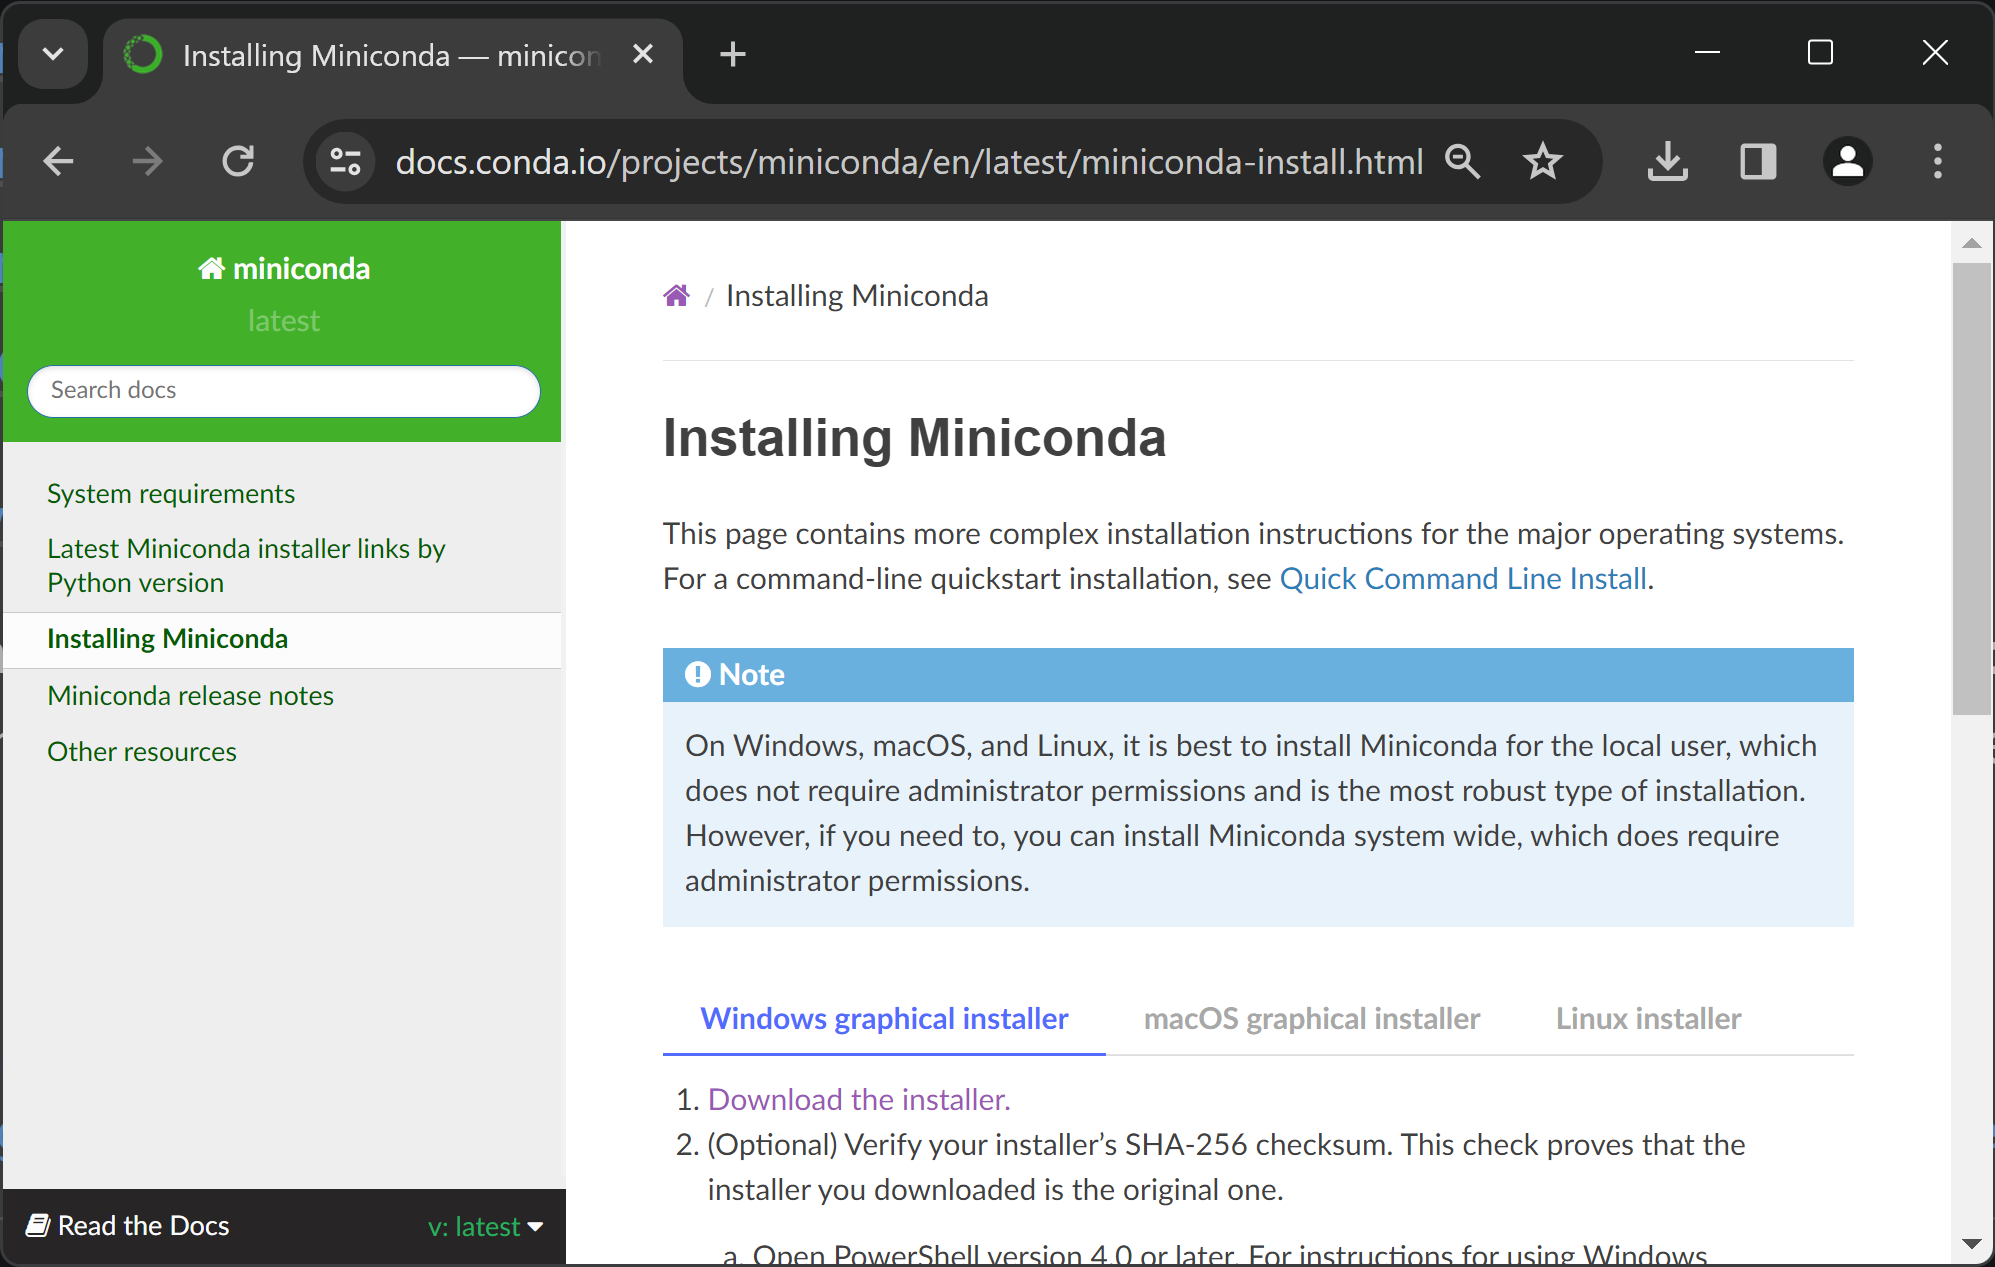 Installing Miniconda — minicon
docs.conda.io/projects/miniconda/en/latest/miniconda-install.html
miniconda
latest
Search docs
System requirements
Latest Miniconda installer links by
Python version
Installing Miniconda
Miniconda release notes
Other resources
Read the Docs
v: latest
/ Installing Miniconda
Installing Miniconda
This page contains more complex installation instructions for the major operating systems.
For a command-line quickstart installation, see Quick Command Line Install.
Note
On Windows, macOS, and Linux, it is best to install Miniconda for the local user, which
does not require administrator permissions and is the most robust type of installation.
However, if you need to, you can install Miniconda system wide, which does require
administrator permissions.
Windows graphical installer
macOS graphical installer
Linux installer
1. Download the installer.
2. (Optional) Verify your installer’s SHA-256 checksum. This check proves that the
installer you downloaded is the original one.
a. Open PowerShell version 4.0 or later. For instructions for using Windows